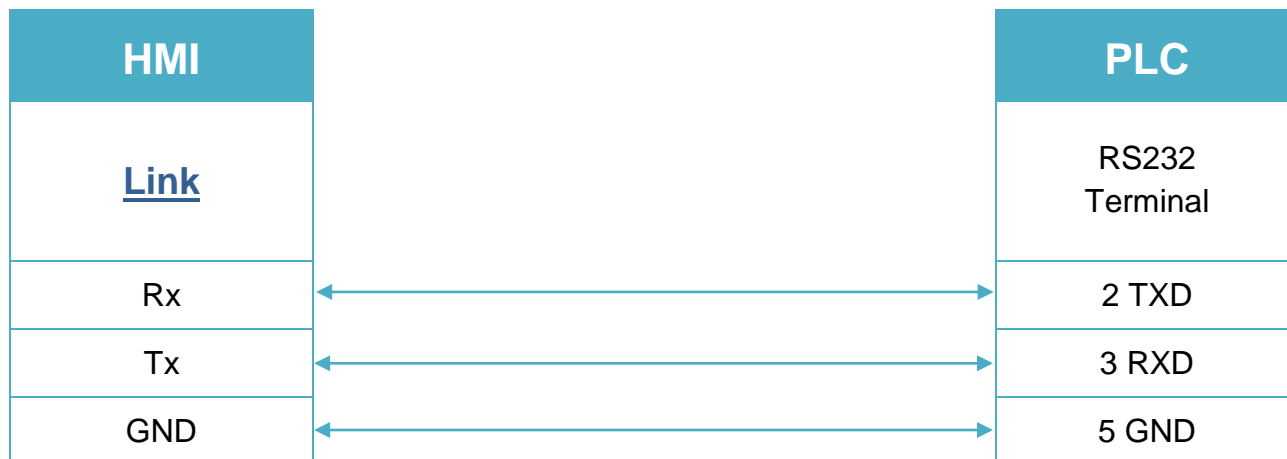 HMI
PLC
Link
RS232
Terminal
Rx
2 TXD
Tx
3 RXD
GND
5 GND